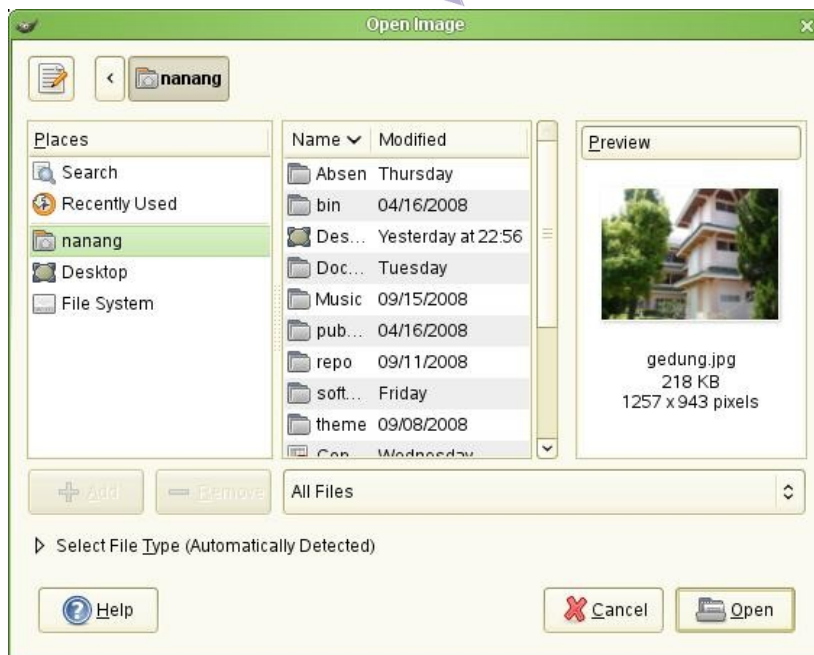 Open Image
nanang
Places
Search
Recently Used
nanang
Desktop
File System
Name Modified
Absen Thursday
bin 04/16/2008
Des... Yesterday at 22:56
Doc... Tuesday
Music 09/15/2008
pub... 04/16/2008
repo 09/11/2008
soft... Friday
theme 09/08/2008
Wednesday
Preview
gedung.jpg
218 KB
1257 x 943 pixels
Add Remove All Files
Select File Type (Automatically Detected)
Help Cancel Open